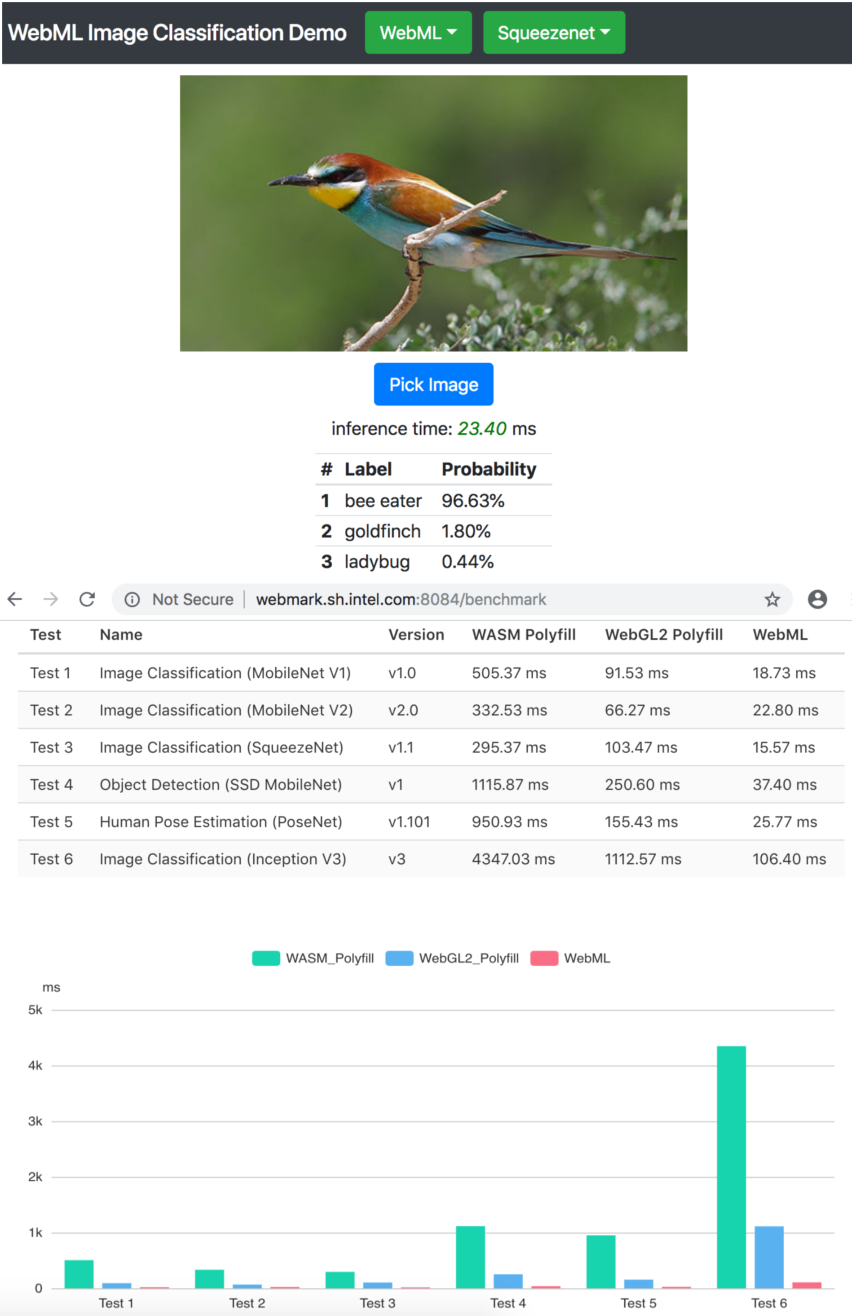 WebML Image Classification Demo WebML Squeezenet
Pick Image
inference time: 23.40 ms
# Label Probability
1 bee eater 96.63%
2 goldfinch 1.80%
3 ladybug 0.44%
Not Secure webmark.sh.intel.com:8084/benchmark
Test Name Version WASM Polyfill WebGL2 Polyfill WebML
Test 1 Image Classification (MobileNet V1) v1.0 505.37 ms 91.53 ms 18.73 ms
Test 2 Image Classification (MobileNet V2) v2.0 332.53 ms 66.27 ms 22.80 ms
Test 3 Image Classification (SqueezeNet) v1.1 295.37 ms 103.47 ms 15.57 ms
Test 4 Object Detection (SSD MobileNet) v1 1115.87 ms 250.60 ms 37.40 ms
Test 5 Human Pose Estimation (PoseNet) v1.101 950.93 ms 155.43 ms 25.77 ms
Test 6 Image Classification (Inception V3) v3 4347.03 ms 1112.57 ms 106.40 ms
WASM_Polyfill WebGL2_Polyfill WebML
ms
5k
4k
3k
2k
1k
0
Test 1 Test 2 Test 3 Test 4 Test 5 Test 6